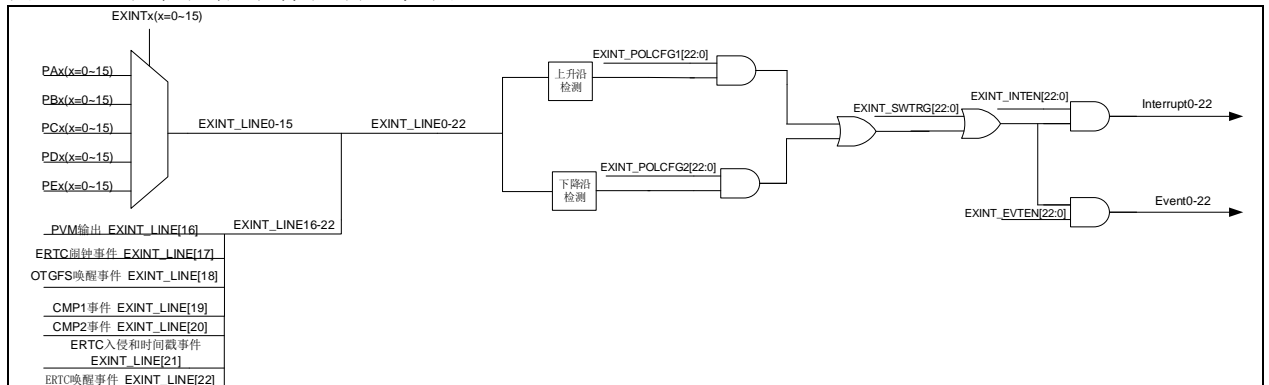 EXINTx(x=0~15)
PAx(x=0~15)
PBx(x=0~15)
PCx(x=0~15)
PDx(x=0~15)
PEx(x=0~15)
EXINT_LINE0-15
EXINT_LINE0-22
EXINT_LINE16-22
PVM输出 EXINT_LINE[16]
ERTC闹钟事件 EXINT_LINE[17]
OTGFS唤醒事件 EXINT_LINE[18]
CMP1事件 EXINT_LINE[19]
CMP2事件 EXINT_LINE[20]
ERTC入侵和时间戳事件
EXINT_LINE[21]
ERTC唤醒事件 EXINT_LINE[22]
上升沿
检测
EXINT_POLCFG1[22:0]
下降沿
检测
EXINT_POLCFG2[22:0]
EXINT_SWTRG[22:0]
EXINT_INTEN[22:0]
Interrupt0-22
EXINT_EVTEN[22:0]
Event0-22